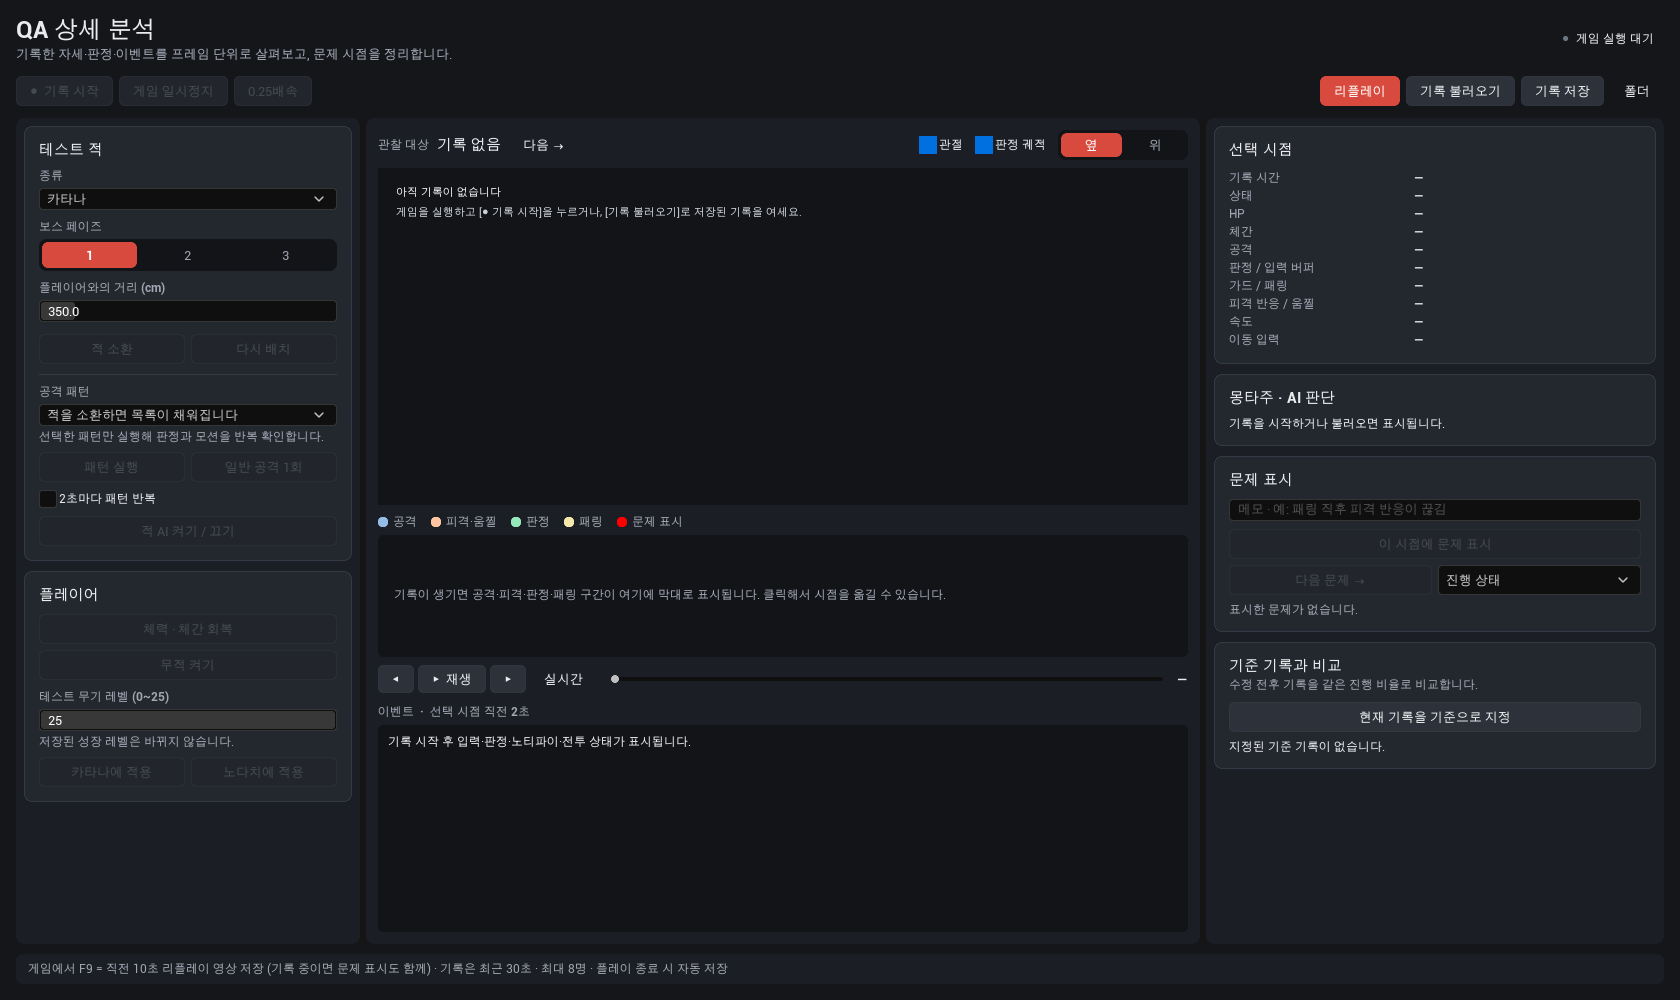 QA 상세 분석
기록한 자세·판정·이벤트를 프레임 단위로 살펴보고, 문제 시점을 정리합니다.
● 게임 실행 대기
● 기록 시작
게임 일시정지
0.25배속
리플레이
기록 불러오기
기록 저장
폴더
테스트 적
종류
카타나
보스 페이즈
1
2
3
플레이어와의 거리 (cm)
350.0
적 소환
다시 배치
공격 패턴
적을 소환하면 목록이 채워집니다
선택한 패턴만 실행해 판정과 모션을 반복 확인합니다.
패턴 실행
일반 공격 1회
2초마다 패턴 반복
적 AI 켜기 / 끄기
플레이어
체력 · 체간 회복
무적 켜기
테스트 무기 레벨 (0~25)
25
저장된 성장 레벨은 바뀌지 않습니다.
카타나에 적용
노다치에 적용
관찰 대상 기록 없음 다음 →
관절
판정 궤적
옆
위
아직 기록이 없습니다
게임을 실행하고 [● 기록 시작]을 누르거나, [기록 불러오기]로 저장된 기록을 여세요.
공격
피격·움찔
판정
패링
문제 표시
기록이 생기면 공격·피격·판정·패링 구간이 여기에 막대로 표시됩니다. 클릭해서 시점을 옮길 수 있습니다.
◂
▸ 재생
▸
실시간
–
이벤트 · 선택 시점 직전 2초
기록 시작 후 입력·판정·노티파이·전투 상태가 표시됩니다.
선택 시점
기록 시간 –
상태 –
HP –
체간 –
공격 –
판정 / 입력 버퍼 –
가드 / 패링 –
피격 반응 / 움찔 –
속도 –
이동 입력 –
몽타주 · AI 판단
기록을 시작하거나 불러오면 표시됩니다.
문제 표시
메모 · 예: 패링 직후 피격 반응이 끊김
이 시점에 문제 표시
다음 문제 →
진행 상태
표시한 문제가 없습니다.
기준 기록과 비교
수정 전후 기록을 같은 진행 비율로 비교합니다.
현재 기록을 기준으로 지정
지정된 기준 기록이 없습니다.
게임에서 F9 = 직전 10초 리플레이 영상 저장 (기록 중이면 문제 표시도 함께) · 기록은 최근 30초 · 최대 8명 · 플레이 종료 시 자동 저장